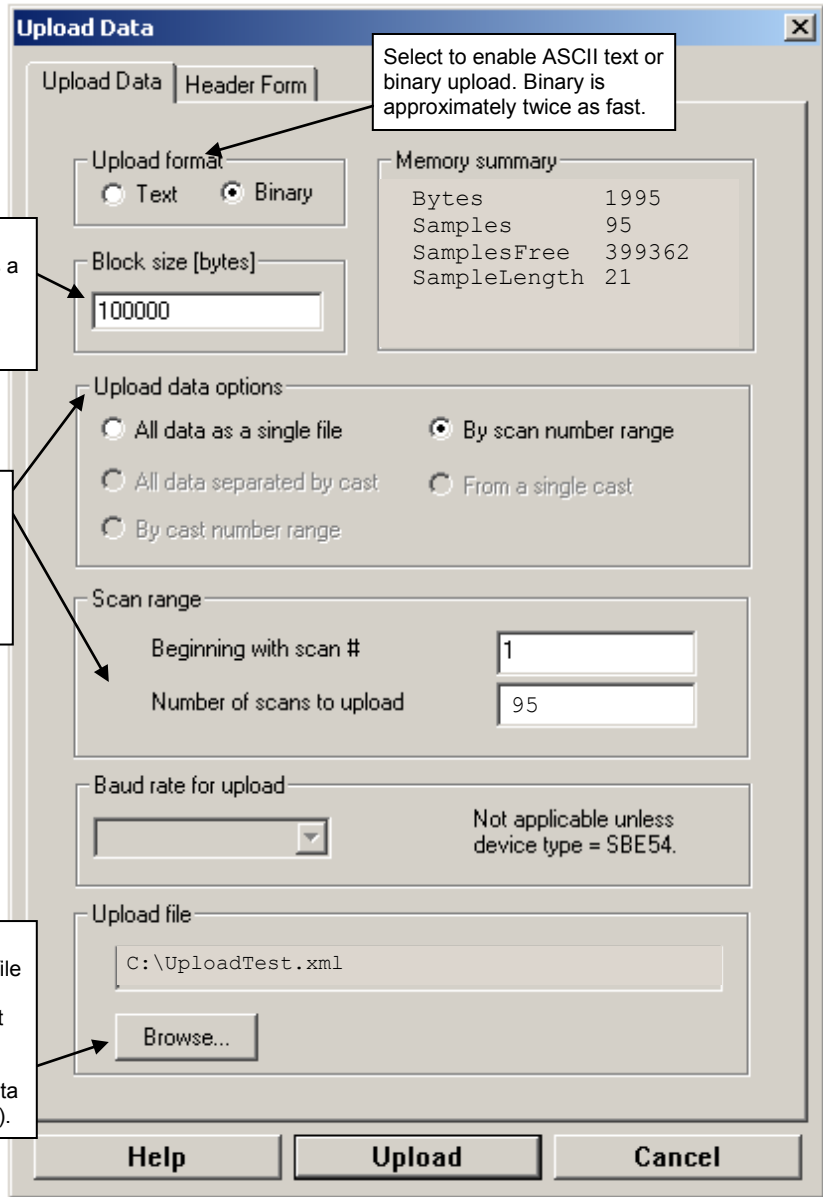 Upload Data
Select to enable ASCII text or
binary upload. Binary is
approximately twice as fast.
Upload Data
Header Form
Upload format
Text
Binary
Memory summary
Bytes 1995
Samples 95
SamplesFree 399362
SampleLength 21
a
Block size [bytes]
100000
Upload data options
All data as a single file
By scan number range
All data separated by cast
From a single cast
By cast number range
Scan range
Beginning with scan # 1
Number of scans to upload 95
Baud rate for upload
Not applicable unless
device type = SBE54.
Upload file
C:\UploadTest.xml
Browse...
).
Help
Upload
Cancel